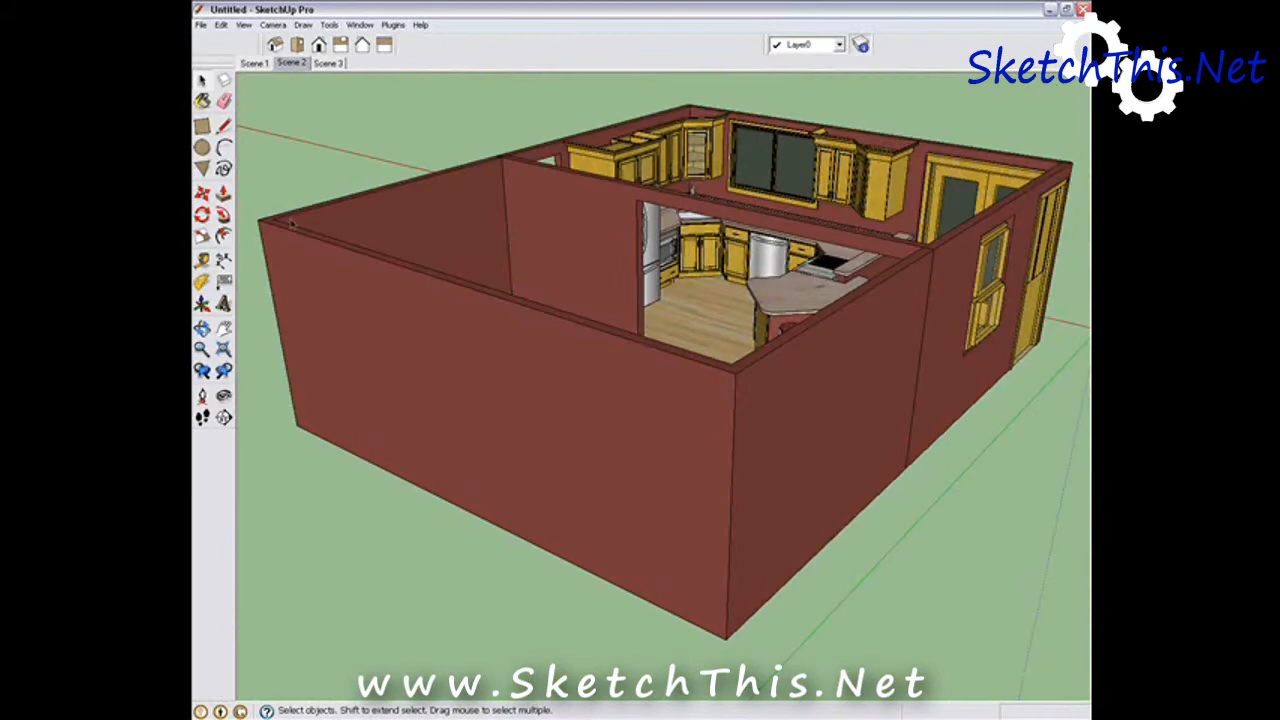 Untitled - SketchUp Pro
File Edit View Camera Draw Tools Window Plugins Help
Layer0
SketchThis.Net
Scene 1 Scene 2 Scene 3
www.SketchThis.Net
Select objects. Shift to extend select. Drag mouse to select multiple.